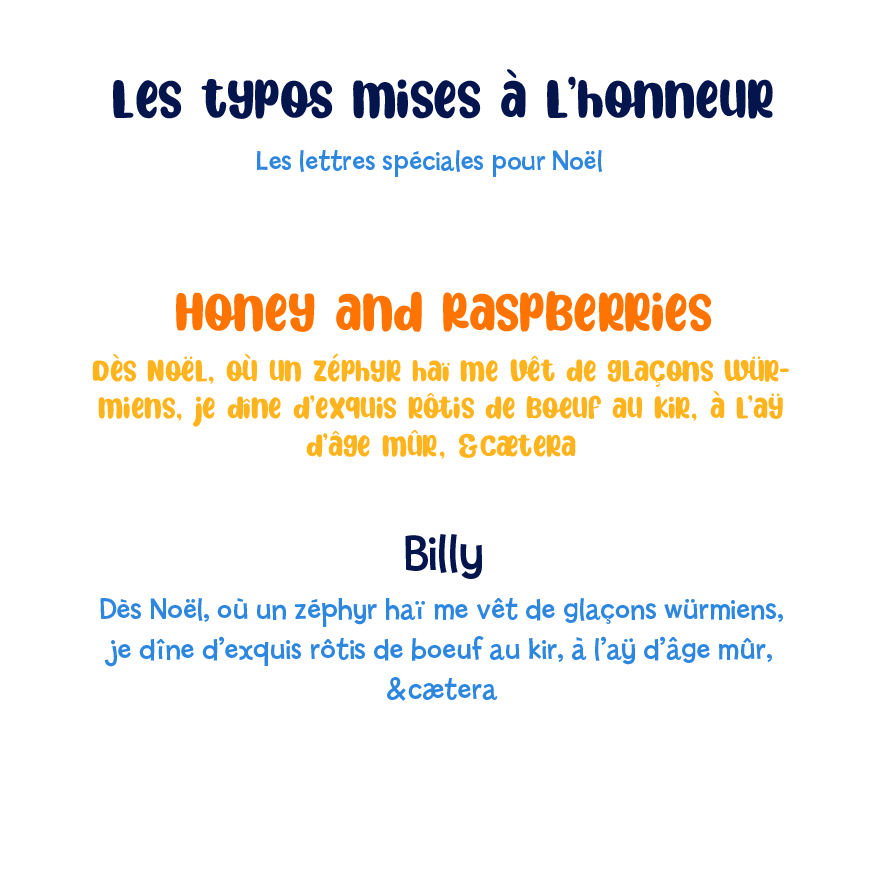 Les typos mises à l'honneur
Les lettres spéciales pour Noël
Honey and Raspberries
Dès Noël, où un zéphyr haï me vêt de glaçons wür-
miens, je dîne d'exquis rôtis de boeuf au kir, à l'aÿ
d'âge mûr, &cætera
Billy
Dès Noël, où un zéphyr haï me vêt de glaçons würmiens,
je dîne d'exquis rôtis de boeuf au kir, à l'aÿ d'âge mûr,
&cætera